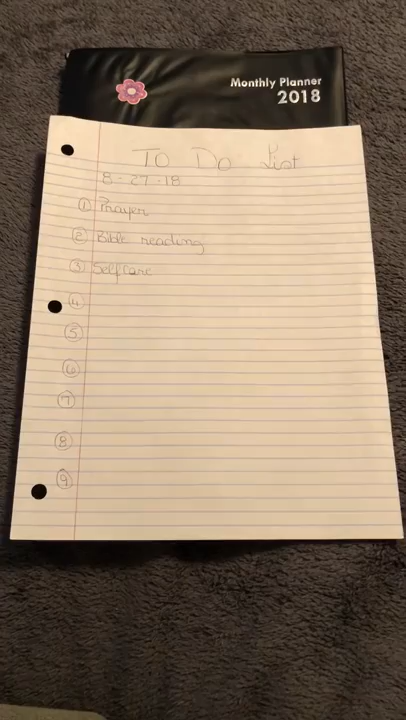 Monthly Planner
2018
To Do List
8-27-18
① Prayer
② Bible reading
③ Selfcare
④
⑤
⑥
⑦
⑧
⑨